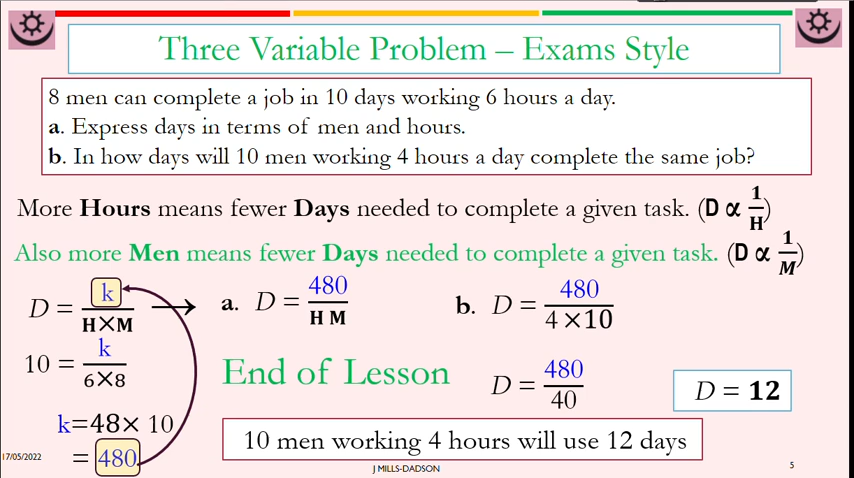 Three Variable Problem – Exams Style
8 men can complete a job in 10 days working 6 hours a day.
a. Express days in terms of men and hours.
b. In how days will 10 men working 4 hours a day complete the same job?
More Hours means fewer Days needed to complete a given task. (D ∝ 1/H)
Also more Men means fewer Days needed to complete a given task. (D ∝ 1/M)
D = k/H×M
10 = k/6×8
k=48× 10
= 480
a. D = 480/H M
b. D = 480/4×10
D = 480/40
D = 12
End of Lesson
10 men working 4 hours will use 12 days
17/05/2022
J MILLS-DADSON
5